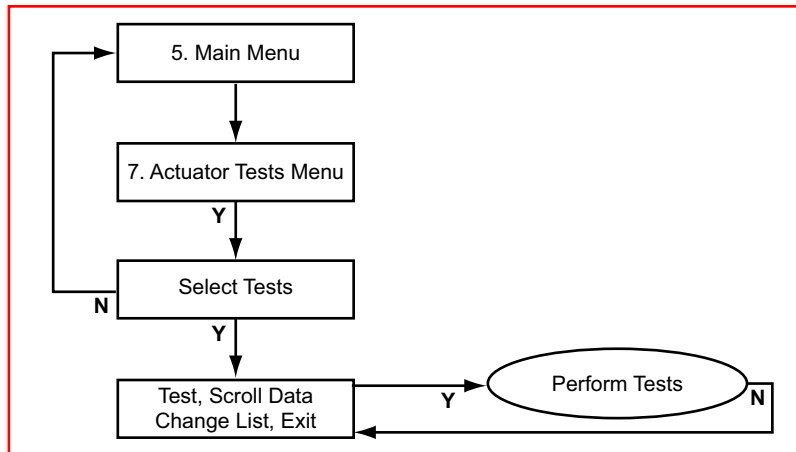 5. Main Menu
7. Actuator Tests Menu
Y
Select Tests
N
Y
Test, Scroll Data
Change List, Exit
Y
Perform Tests
N